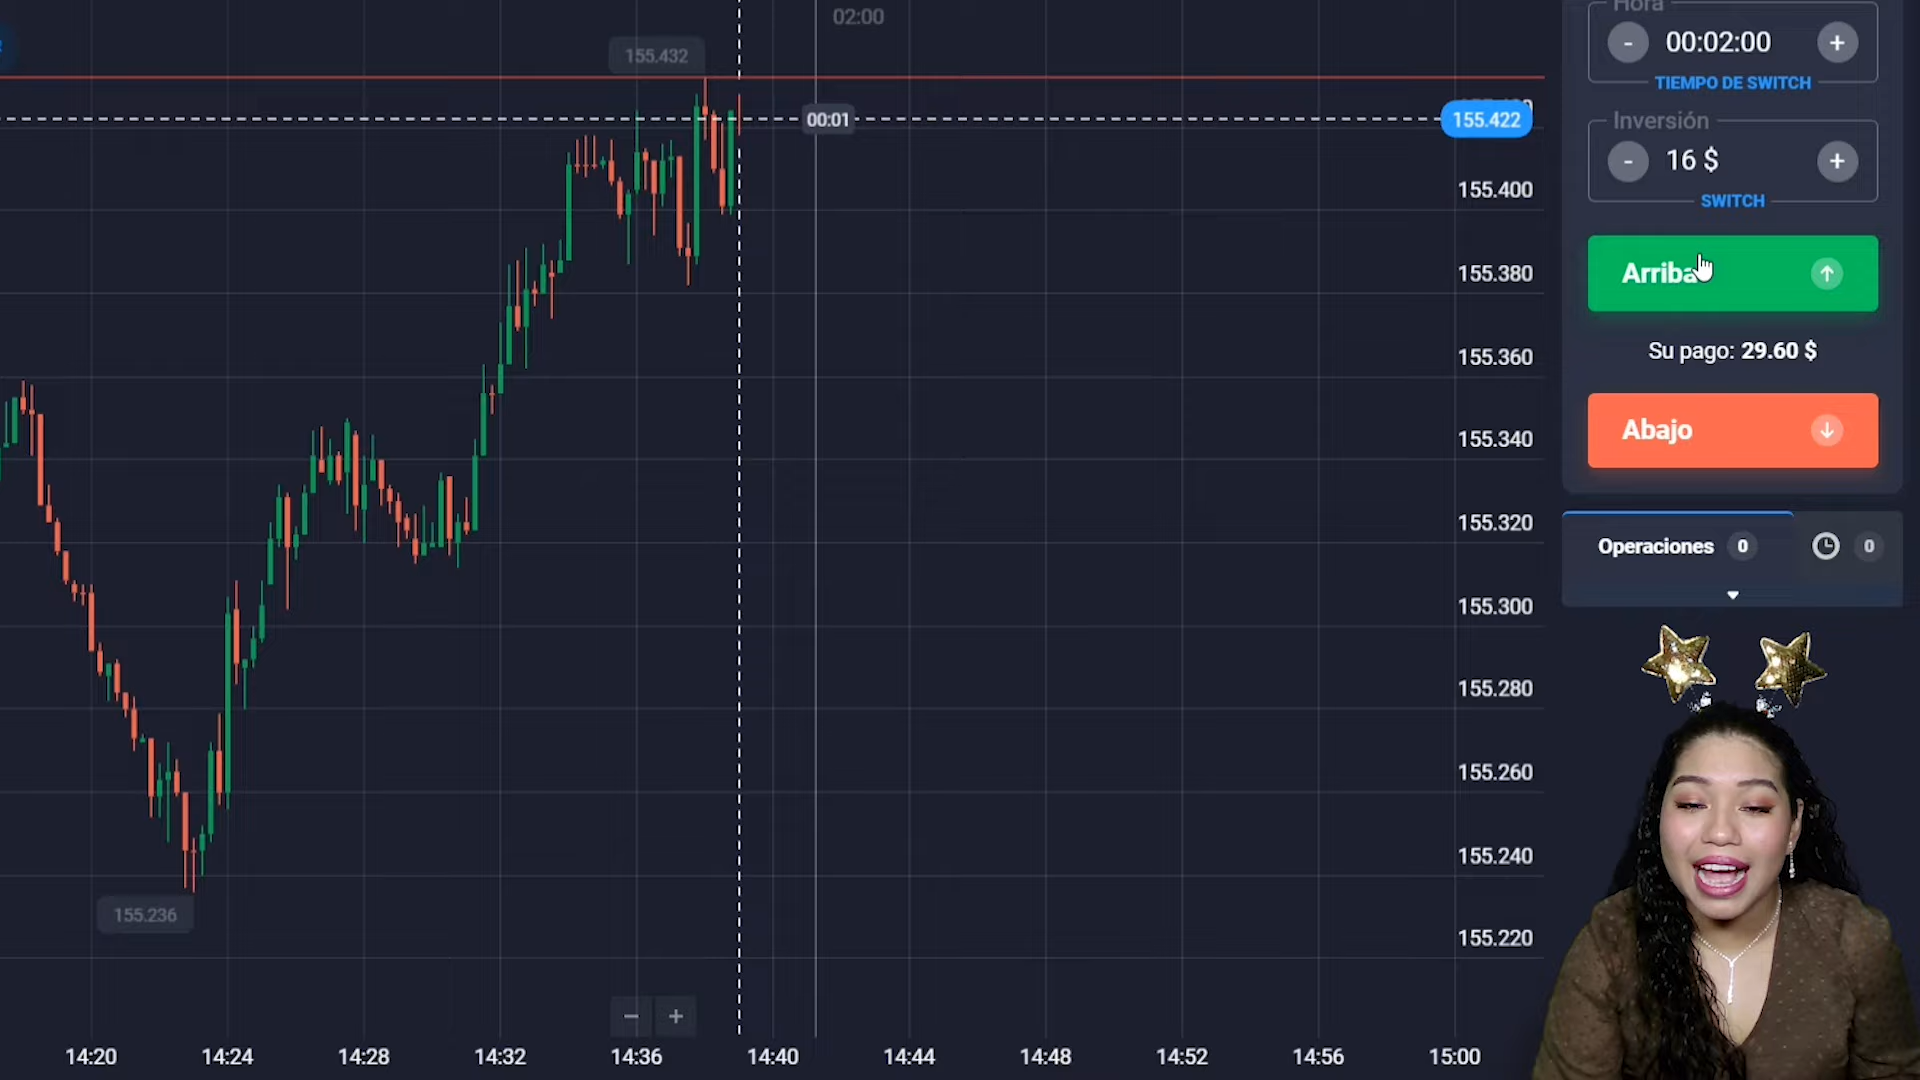 02:00
Hora
- 00:02:00 +
TIEMPO DE SWITCH
155.432
00:01
155.422
Inversión
- 16 $ +
SWITCH
155.400
Arriba
155.380
Su pago: 29.60 $
155.360
Abajo
155.340
155.320
Operaciones 0
0
155.300
155.280
155.260
155.240
155.236
155.220
14:20 14:24 14:28 14:32 14:36 14:40 14:44 14:48 14:52 14:56 15:00